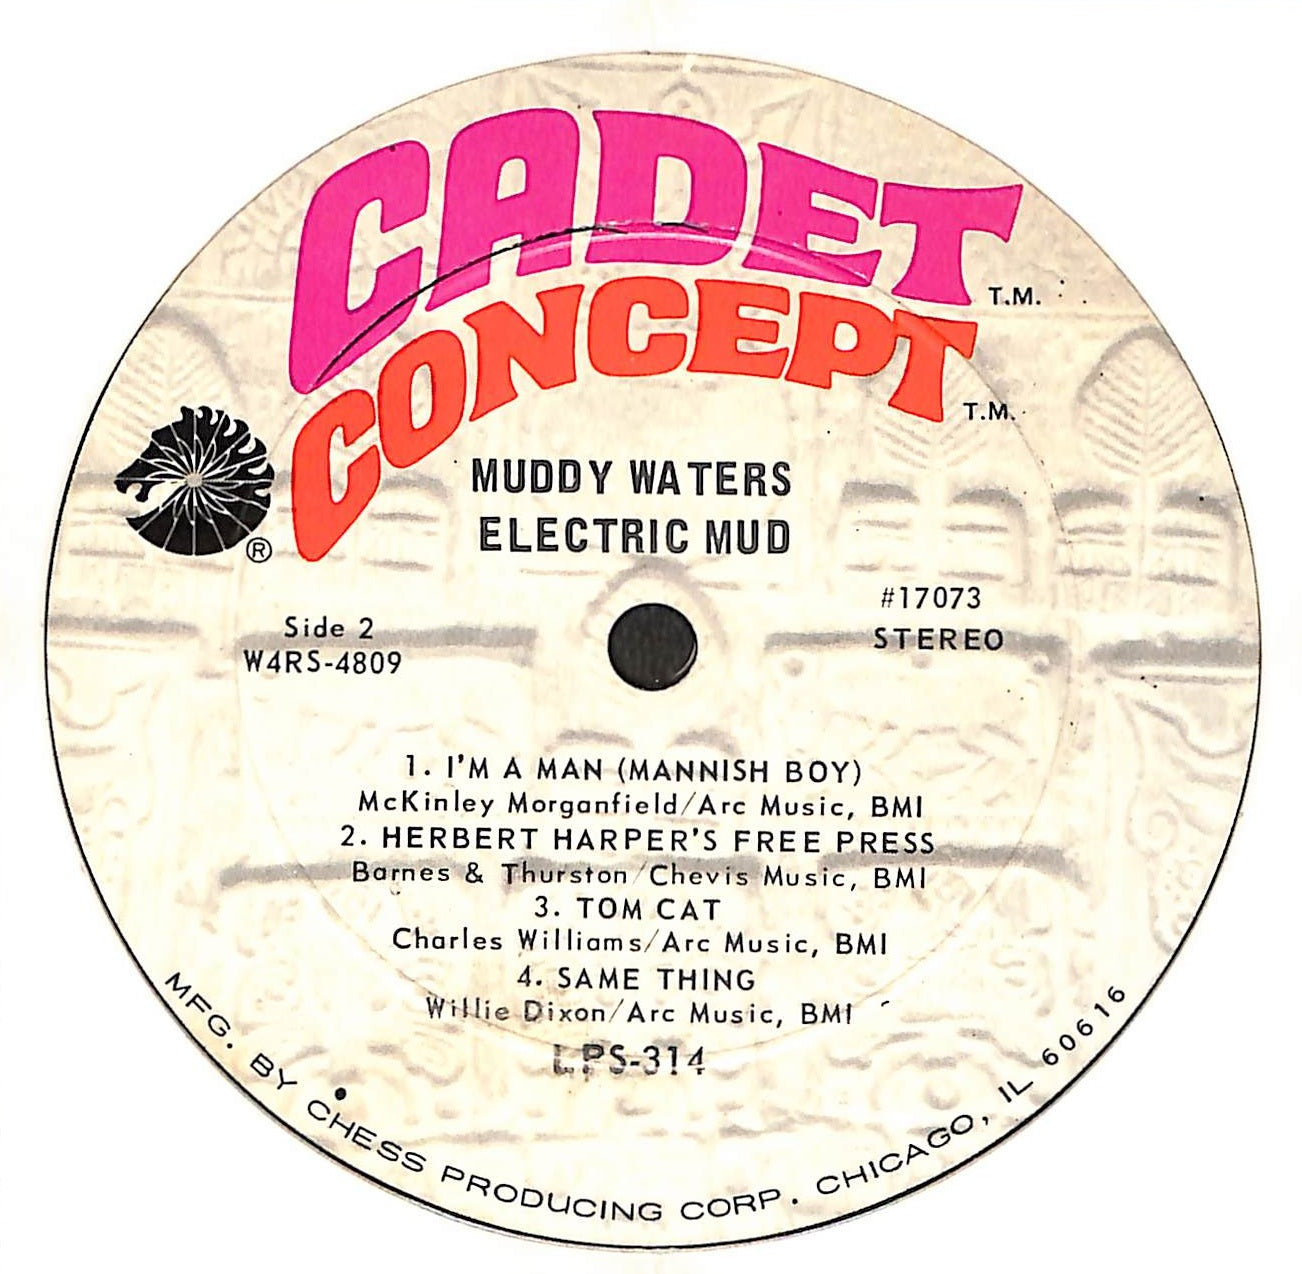 CADET T.M.
CONCEPT T.M.
®
MUDDY WATERS
ELECTRIC MUD
Side 2
W4RS-4809
#17073
STEREO
1. I'M A MAN (MANNISH BOY)
McKinley Morganfield/Arc Music, BMI
2. HERBERT HARPER'S FREE PRESS
Barnes & Thurston/Chevis Music, BMI
3. TOM CAT
Charles Williams/Arc Music, BMI
4. SAME THING
Willie Dixon/Arc Music, BMI
LPS-314
MFG. BY CHESS PRODUCING CORP. CHICAGO, IL 60616